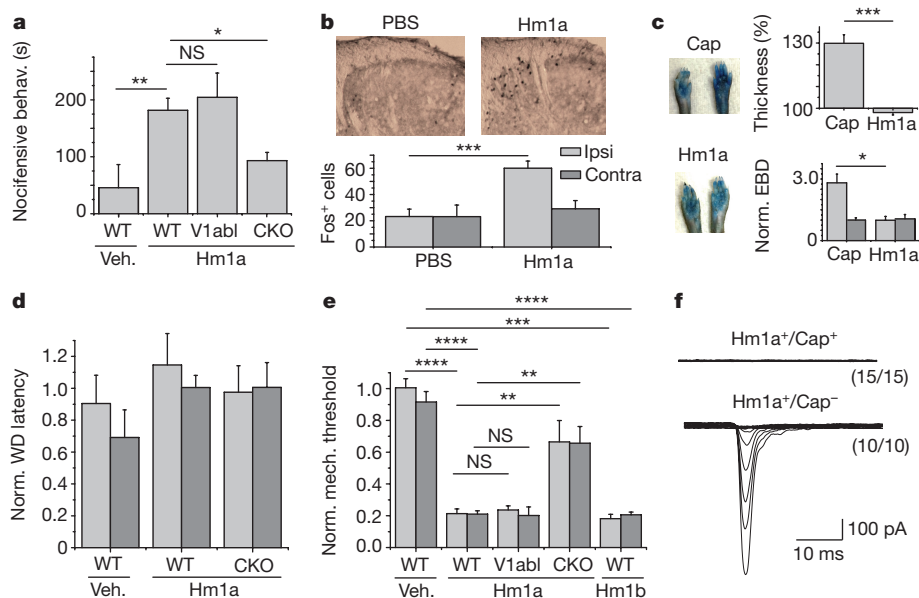 a
Nocifensive behav. (s)
200
100
0
**
*
NS
WT
WT
V1abl
CKO
Veh.
Hm1a
b
PBS
Hm1a
Fos+ cells
80
60
40
20
0
***
Ipsi
Contra
PBS
Hm1a
c
Cap
Hm1a
Thickness (%)
130
100
***
Cap
Hm1a
Norm. EBD
3.0
0
*
Cap
Hm1a
d
Norm. WD latency
1.2
1.0
0.8
0.6
0.4
0.2
0
WT
WT
CKO
Veh.
Hm1a
e
Norm. mech. threshold
1.0
0.8
0.6
0.4
0.2
0
****
***
****
****
**
**
NS
NS
WT
WT
V1abl
CKO
WT
Veh.
Hm1a
Hm1b
f
Hm1a+/Cap+
(15/15)
Hm1a+/Cap−
(10/10)
100 pA
10 ms